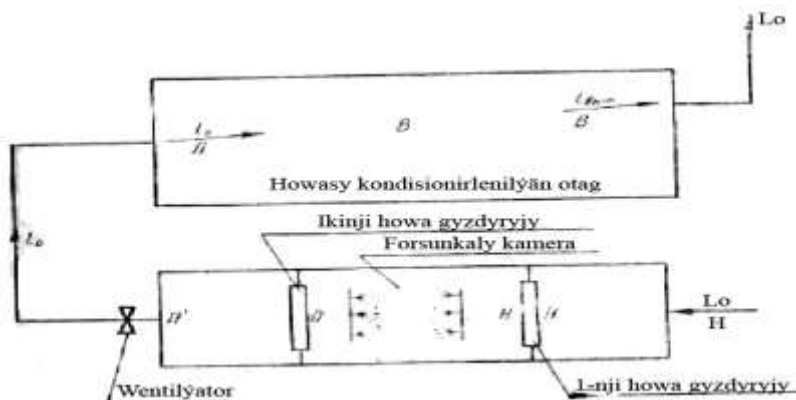 Lo
B
B
Howasy kondisionirlenilýän otag
Ikinji howa gyzdyryjy
Forsunkaly kamera
Lo
H
H
Wentilýator
1-nji howa gyzdyryjy